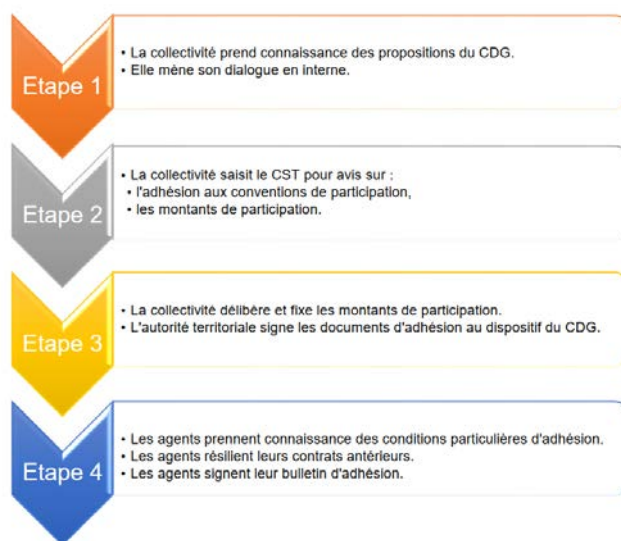 Etape 1
• La collectivité prend connaissance des propositions du CDG.
• Elle mène son dialogue en interne.
Etape 2
• La collectivité saisit le CST pour avis sur :
• l'adhésion aux conventions de participation,
• les montants de participation.
Etape 3
• La collectivité délibère et fixe les montants de participation.
• L'autorité territoriale signe les documents d'adhésion au dispositif du CDG.
Etape 4
• Les agents prennent connaissance des conditions particulières d'adhésion.
• Les agents résilient leurs contrats antérieurs.
• Les agents signent leur bulletin d'adhésion.